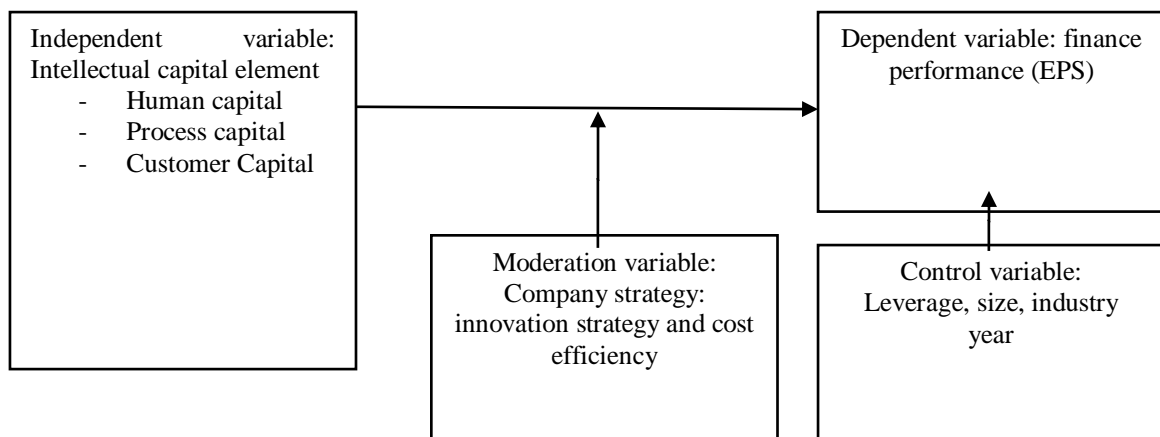 Independent variable:
Intellectual capital element
- Human capital
- Process capital
- Customer Capital
Dependent variable: finance
performance (EPS)
Moderation variable:
Company strategy:
innovation strategy and cost
efficiency
Control variable:
Leverage, size, industry
year